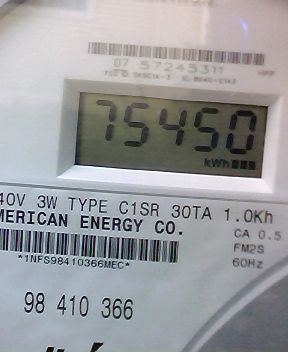 07 57245311
75450
kWh
40V 3W TYPE C1SR 30TA 1.0Kh
MERICAN ENERGY CO.
CA 0.5
FM2S
*1NFS98410366MEC*
60Hz
98 410 366